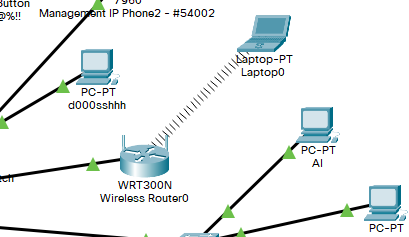 Button
7960
@%!!
Management IP Phone2 - #54002
Laptop-PT
Laptop0
PC-PT
d000sshhh
PC-PT
AI
WRT300N
Wireless Router0
PC-PT